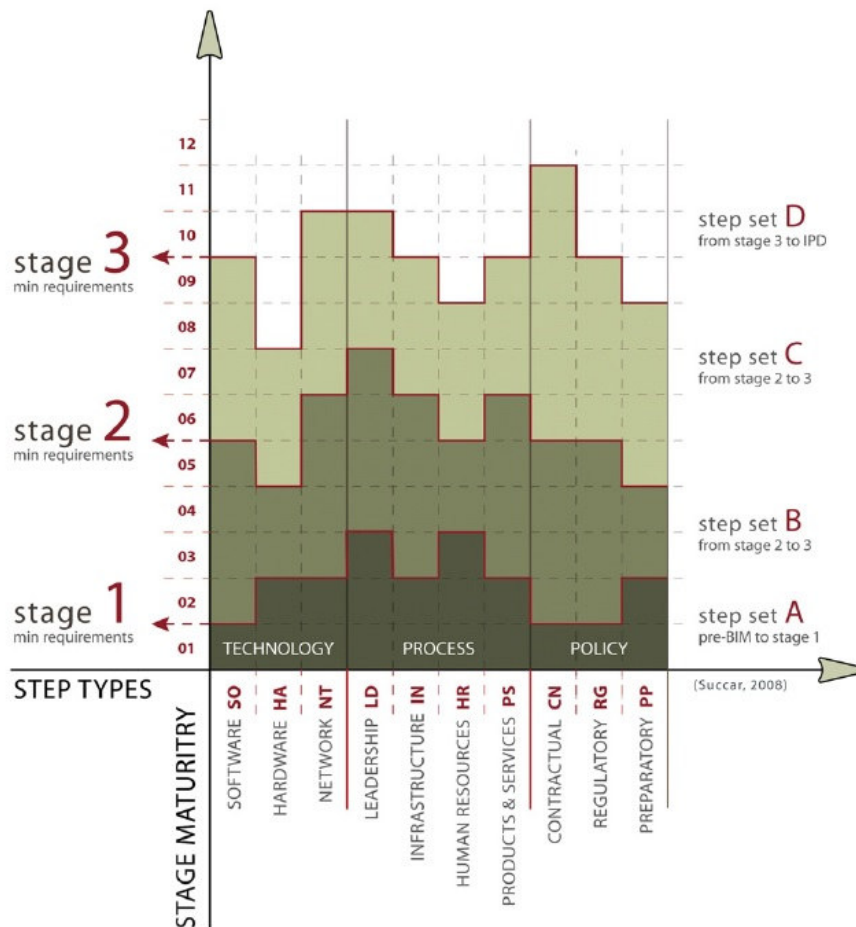 12
11
10
09
08
07
06
05
04
03
02
01
stage 3
min requirements
stage 2
min requirements
stage 1
min requirements
step set D
from stage 3 to IPD
step set C
from stage 2 to 3
step set B
from stage 2 to 3
step set A
pre-BIM to stage 1
TECHNOLOGY
PROCESS
POLICY
STEP TYPES
(Succar, 2008)
STAGE MATURITRY
SOFTWARE SO
HARDWARE HA
NETWORK NT
LEADERSHIP LD
INFRASTRUCTURE IN
HUMAN RESOURCES HR
PRODUCTS & SERVICES PS
CONTRACTUAL CN
REGULATORY RG
PREPARATORY PP